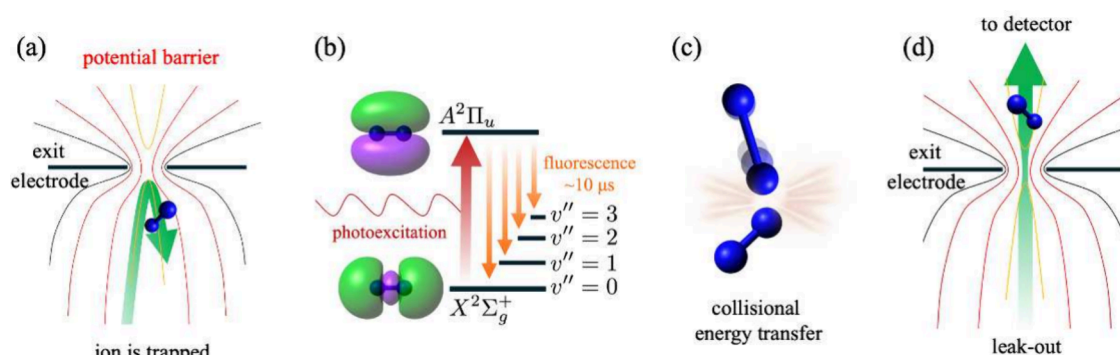 (a)
potential barrier
exit
electrode
ion is trapped
(b)
A²Πᵤ
fluorescence
~10 µs
photoexcitation
v″ = 3
v″ = 2
v″ = 1
v″ = 0
X²Σg⁺
(c)
collisional
energy transfer
(d)
to detector
exit
electrode
leak-out